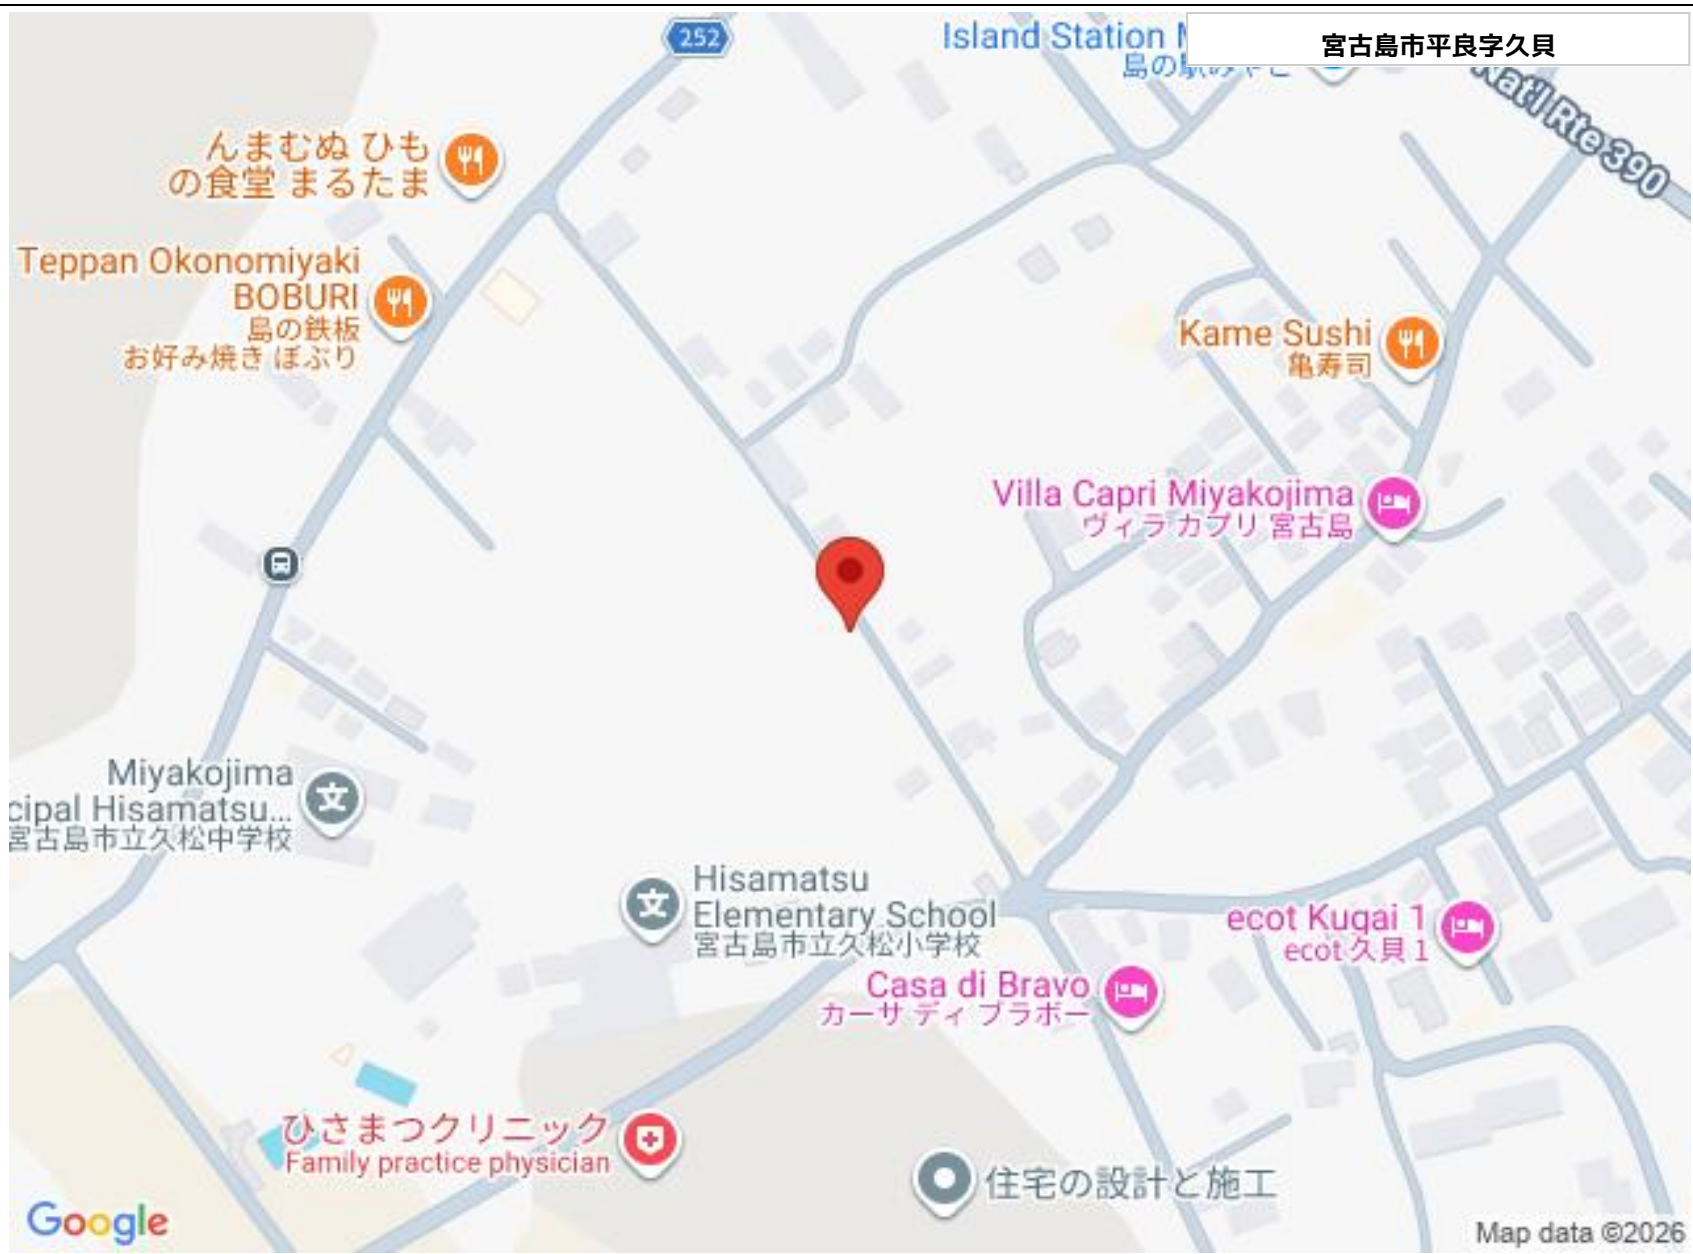 252
Island Station
島の駅みやこ
宮古島市平良字久貝
Nat'l Rte 390
んまむぬ ひも
の食堂 まるたま
Teppan Okonomiyaki
BOBURI
島の鉄板
お好み焼き ぼぶり
Kame Sushi
亀寿司
Villa Capri Miyakojima
ヴィラ カプリ 宮古島
Miyakojima
cipal Hisamatsu...
宮古島市立久松中学校
Hisamatsu
Elementary School
宮古島市立久松小学校
ecot Kugai 1
ecot 久貝 1
Casa di Bravo
カーサ ディ ブラボー
ひさまつクリニック
Family practice physician
住宅の設計と施工
Google
Map data ©2026